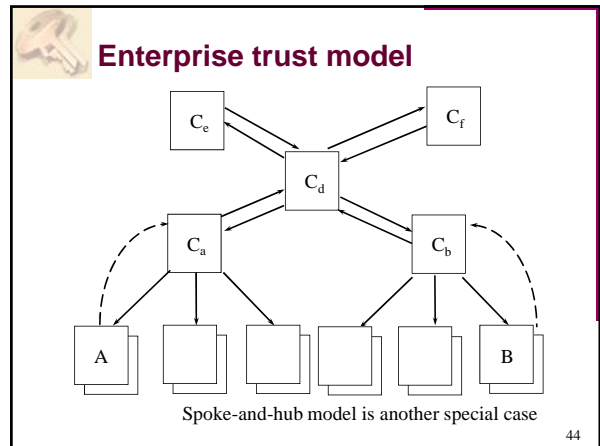 Enterprise trust model
Ce
Cf
Cd
Ca
Cb
A
B
Spoke-and-hub model is another special case
44